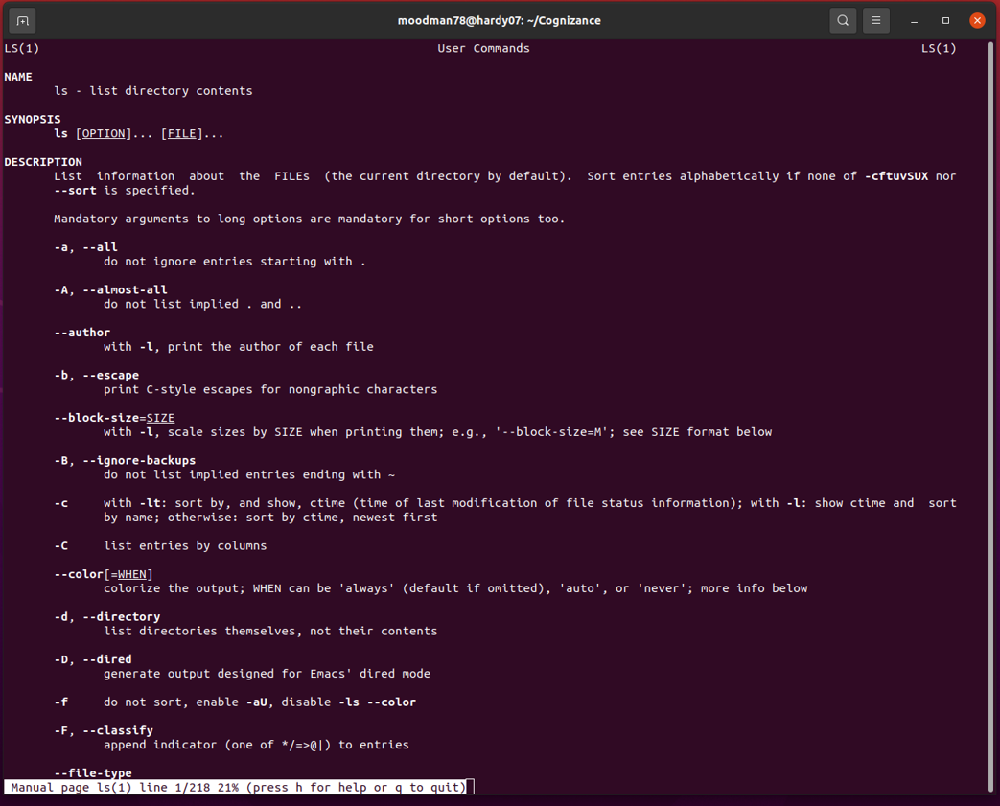 moodman78@hardy07: ~/Cognizance
LS(1) User Commands LS(1)
NAME
ls - list directory contents
SYNOPSIS
ls [OPTION]... [FILE]...
DESCRIPTION
List information about the FILEs (the current directory by default). Sort entries alphabetically if none of -cftuvSUX nor
--sort is specified.
Mandatory arguments to long options are mandatory for short options too.
-a, --all
do not ignore entries starting with .
-A, --almost-all
do not list implied . and ..
--author
with -l, print the author of each file
-b, --escape
print C-style escapes for nongraphic characters
--block-size=SIZE
with -l, scale sizes by SIZE when printing them; e.g., '--block-size=M'; see SIZE format below
-B, --ignore-backups
do not list implied entries ending with ~
-c with -lt: sort by, and show, ctime (time of last modification of file status information); with -l: show ctime and sort
by name; otherwise: sort by ctime, newest first
-C list entries by columns
--color[=WHEN]
colorize the output; WHEN can be 'always' (default if omitted), 'auto', or 'never'; more info below
-d, --directory
list directories themselves, not their contents
-D, --dired
generate output designed for Emacs' dired mode
-f do not sort, enable -aU, disable -ls --color
-F, --classify
append indicator (one of */=>@|) to entries
--file-type
Manual page ls(1) line 1/218 21% (press h for help or q to quit)